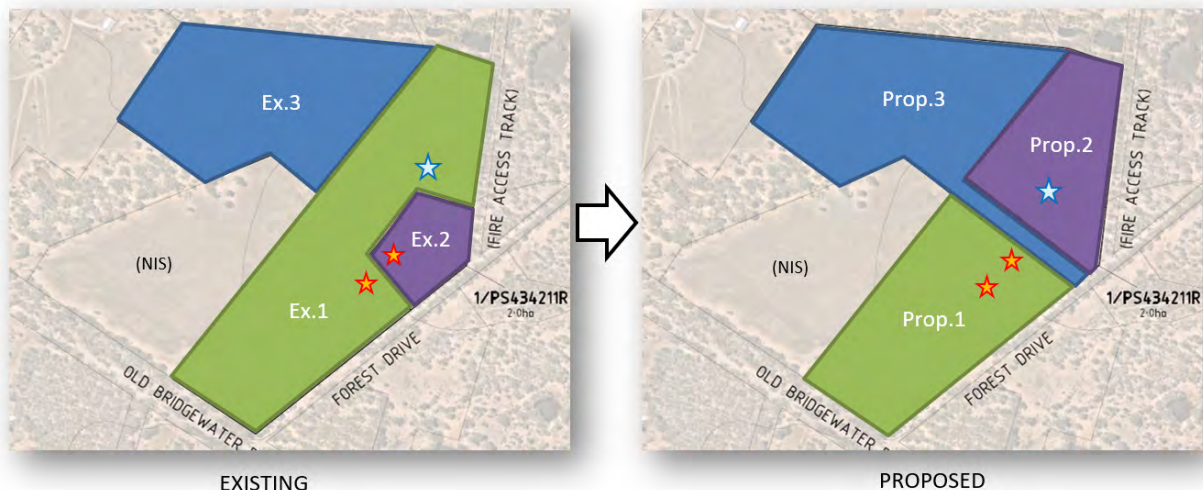 Ex.3
Ex.2
Ex.1
(NIS)
(FIRE ACCESS TRACK)
1/PS434211R
2·0ha
FOREST DRIVE
OLD BRIDGEWATER
EXISTING
Prop.3
Prop.2
Prop.1
(NIS)
(FIRE ACCESS TRACK)
1/PS434211R
2·0ha
FOREST DRIVE
OLD BRIDGEWATER
PROPOSED